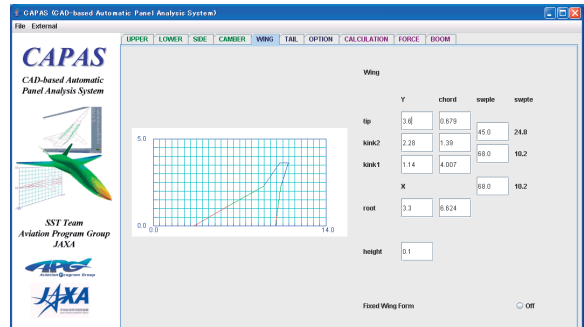 CAPAS (CAD-based Automatic Panel Analysis System)
File External
UPPER LOWER SIDE CAMBER WING TAIL OPTION CALCULATION FORCE BOOM
CAPAS
CAD-based Automatic
Panel Analysis System
SST Team
Aviation Program Group
JAXA
APG
Aviation Program Group
JAXA
5.0
0.0
0.0
14.0
Wing
Y chord swple swpte
tip 3.6 0.679
45.0 24.8
kink2 2.28 1.39
68.0 10.2
kink1 1.14 4.007
X 68.0 10.2
root 3.3 6.624
height 0.1
Fixed Wing Form Off